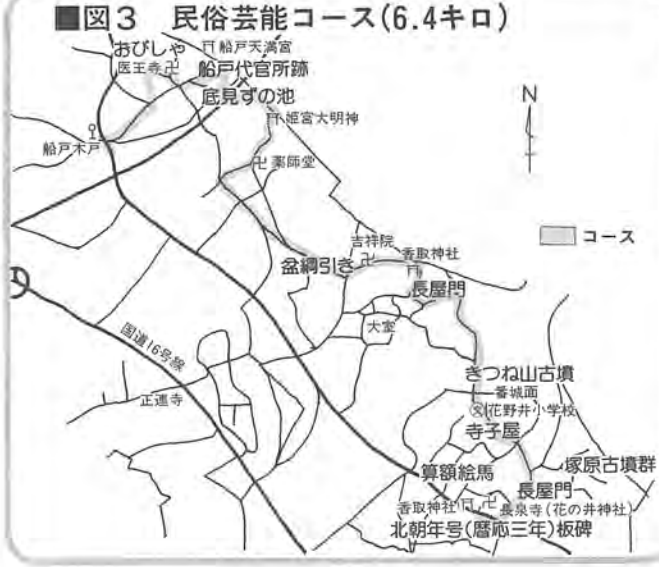 ■図3 民俗芸能コース(6.4キロ)
おびしゃ
船戸天満宮
医王寺
船戸代官所跡
底見ずの池
姫宮大明神
船戸木戸
薬師堂
N
コース
吉祥院
香取神社
盆綱引き
長屋門
大室
国道16号線
きつね山古墳
正連寺
番城面
花野井小学校
寺子屋
算額絵馬
塚原古墳群
長屋門
香取神社
長泉寺(花の井神社)
北朝年号(暦応三年)板碑